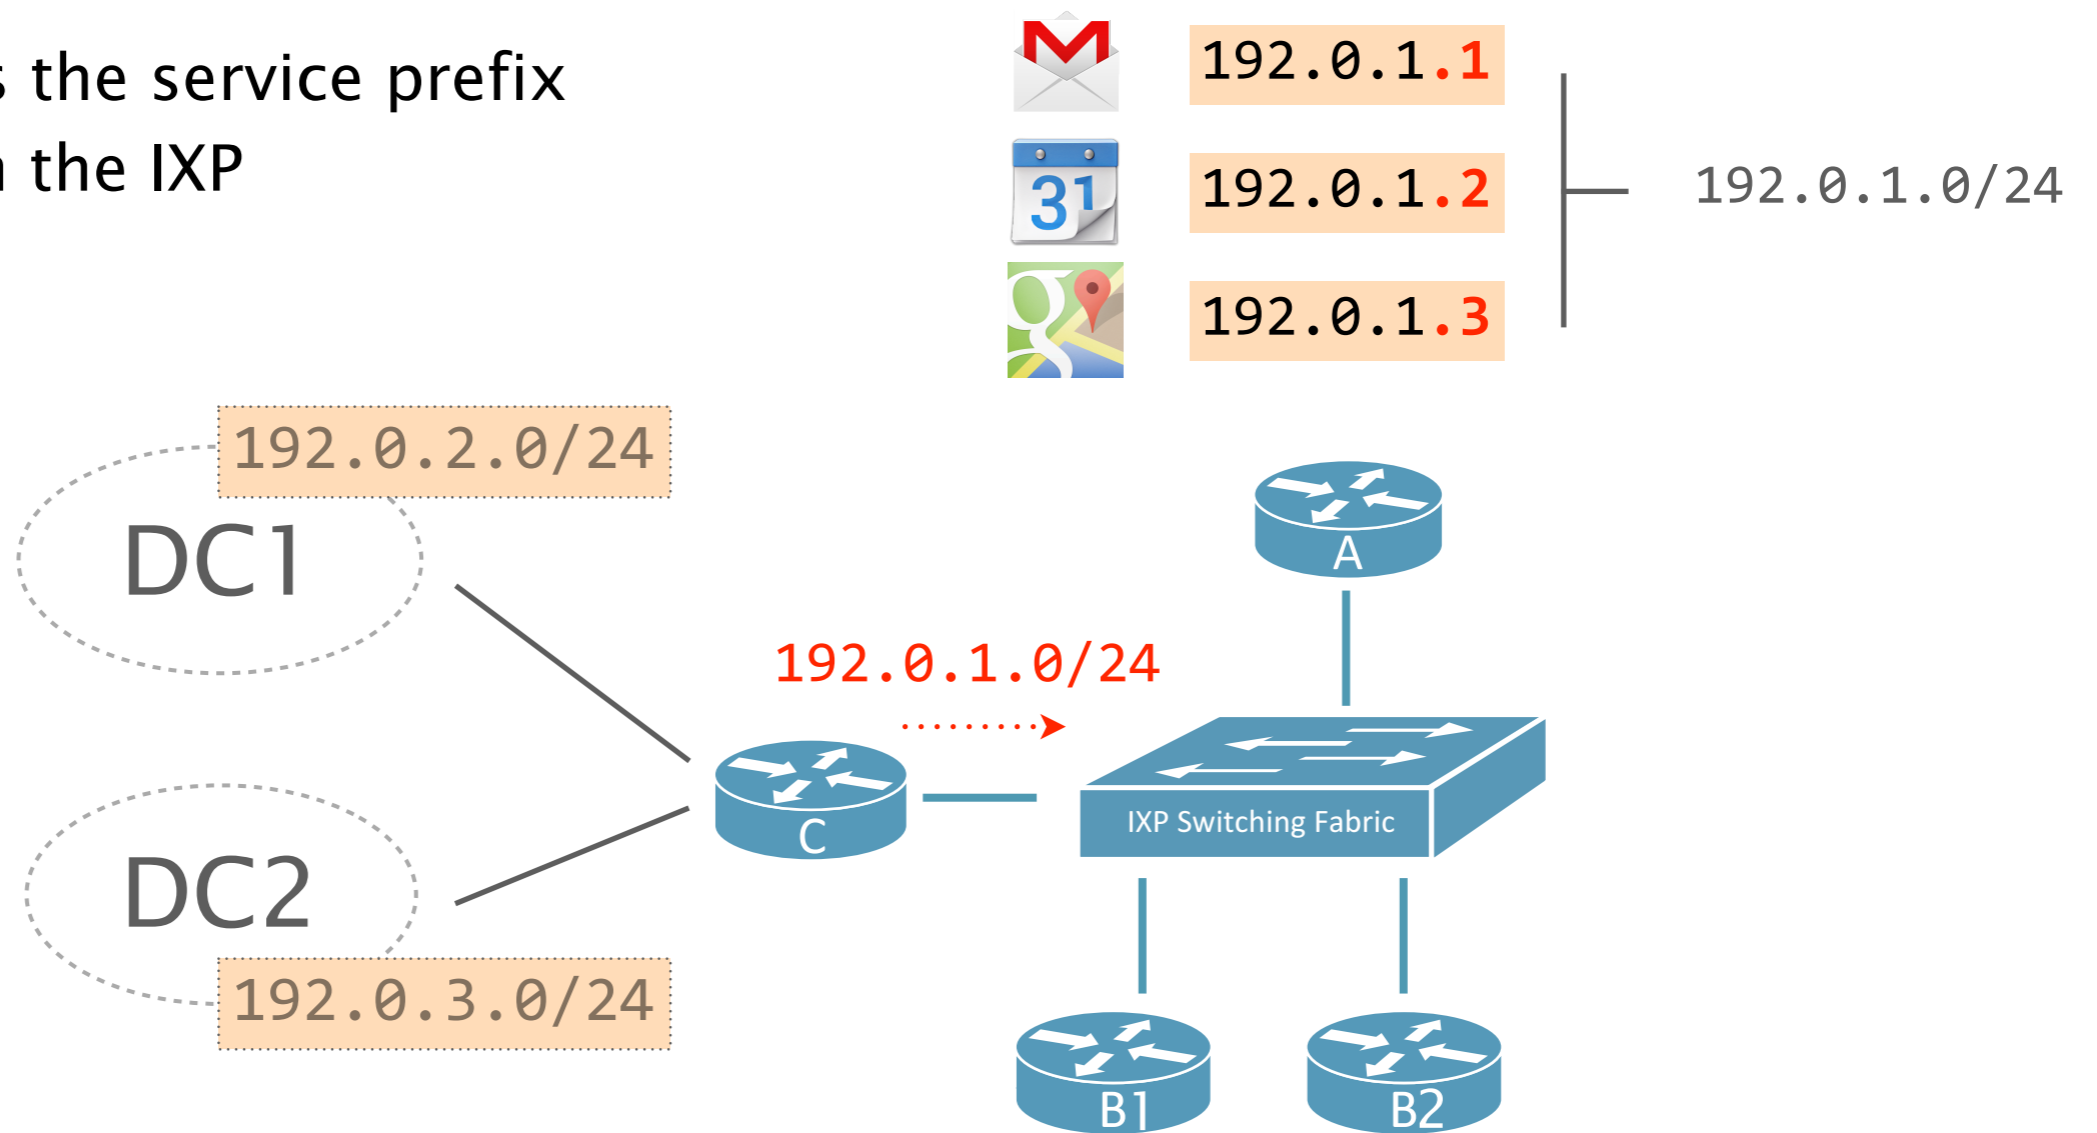 the service prefix
the IXP
192.0.1.1
31
192.0.1.2
192.0.1.0/24
g
192.0.1.3
192.0.2.0/24
DC1
A
192.0.1.0/24
IXP Switching Fabric
C
DC2
192.0.3.0/24
B1
B2